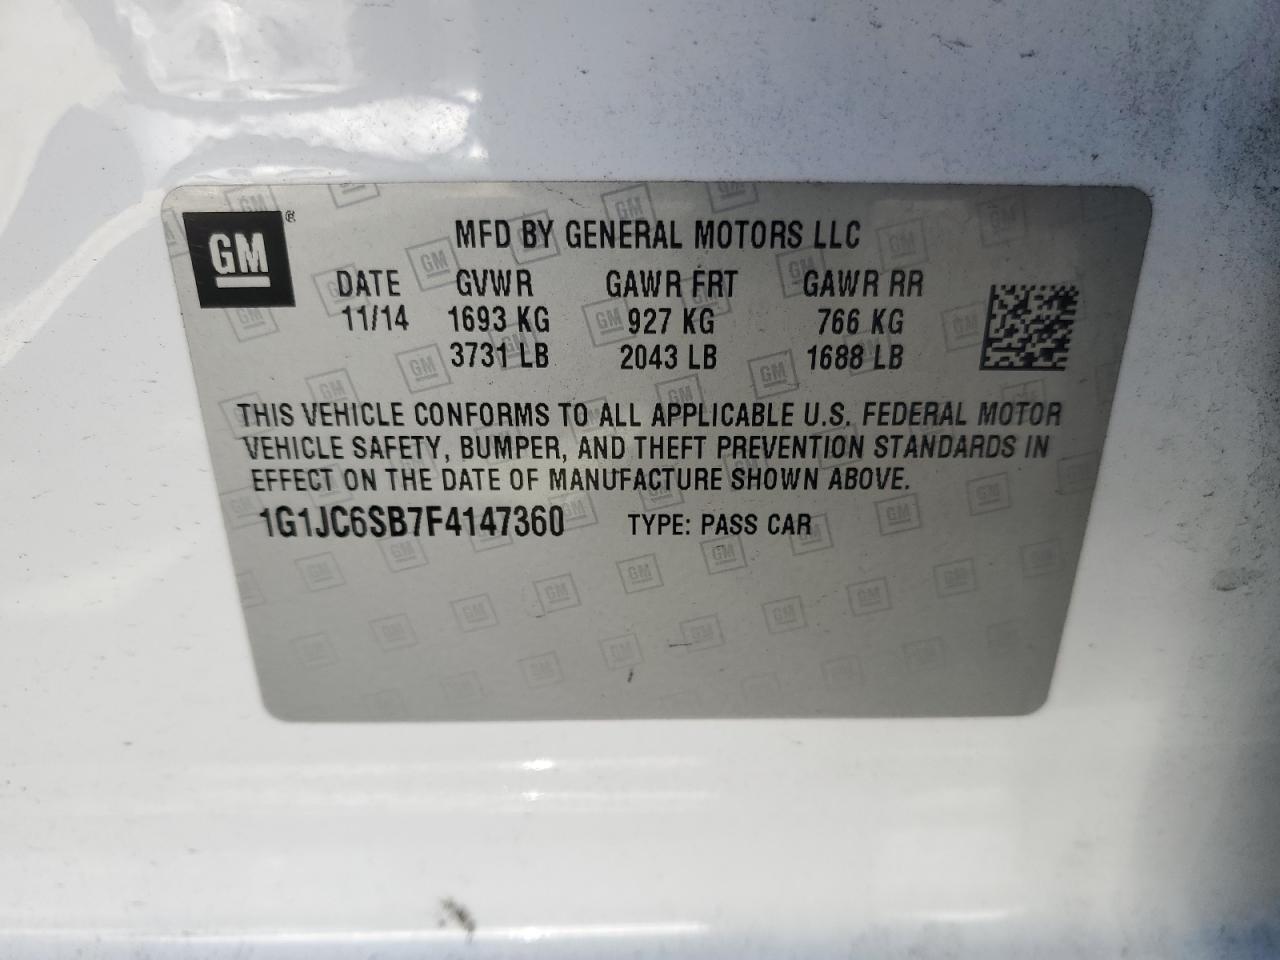 GM ®
MFD BY GENERAL MOTORS LLC
DATE GVWR GAWR FRT GAWR RR
11/14 1693 KG 927 KG 766 KG
3731 LB 2043 LB 1688 LB
THIS VEHICLE CONFORMS TO ALL APPLICABLE U.S. FEDERAL MOTOR
VEHICLE SAFETY, BUMPER, AND THEFT PREVENTION STANDARDS IN
EFFECT ON THE DATE OF MANUFACTURE SHOWN ABOVE.
1G1JC6SB7F4147360 TYPE: PASS CAR